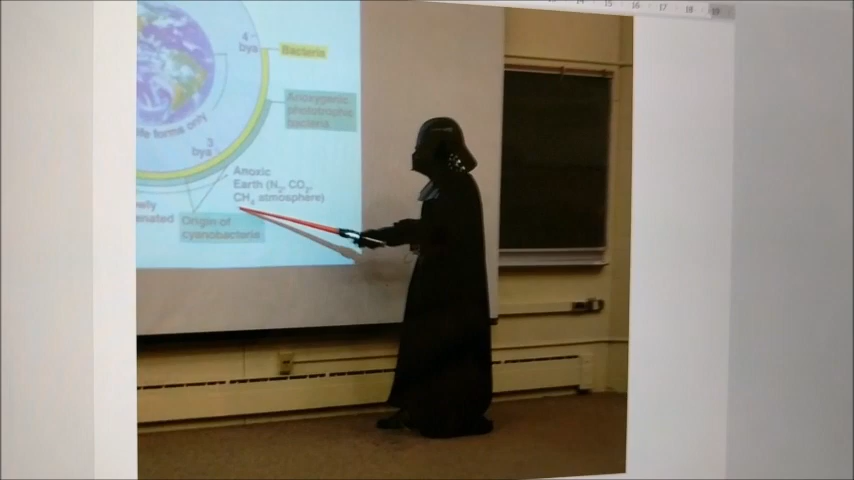 14 15 16 17 18 19
4
bya
Bacteria
Anoxygenic
phototrophic
bacteria
life forms only
3
bya
Anoxic
Earth (N₂, CO₂,
CH₄ atmosphere)
Origin of
cyanobacteria